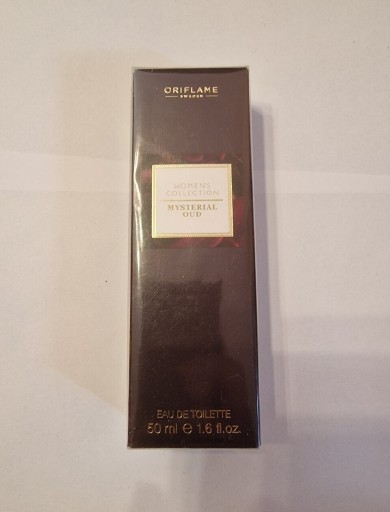 ORIFLAME
SWEDEN
WOMEN'S
COLLECTION
MYSTERIAL
OUD
EAU DE TOILETTE
50 ml ℮ 1.6 fl.oz.